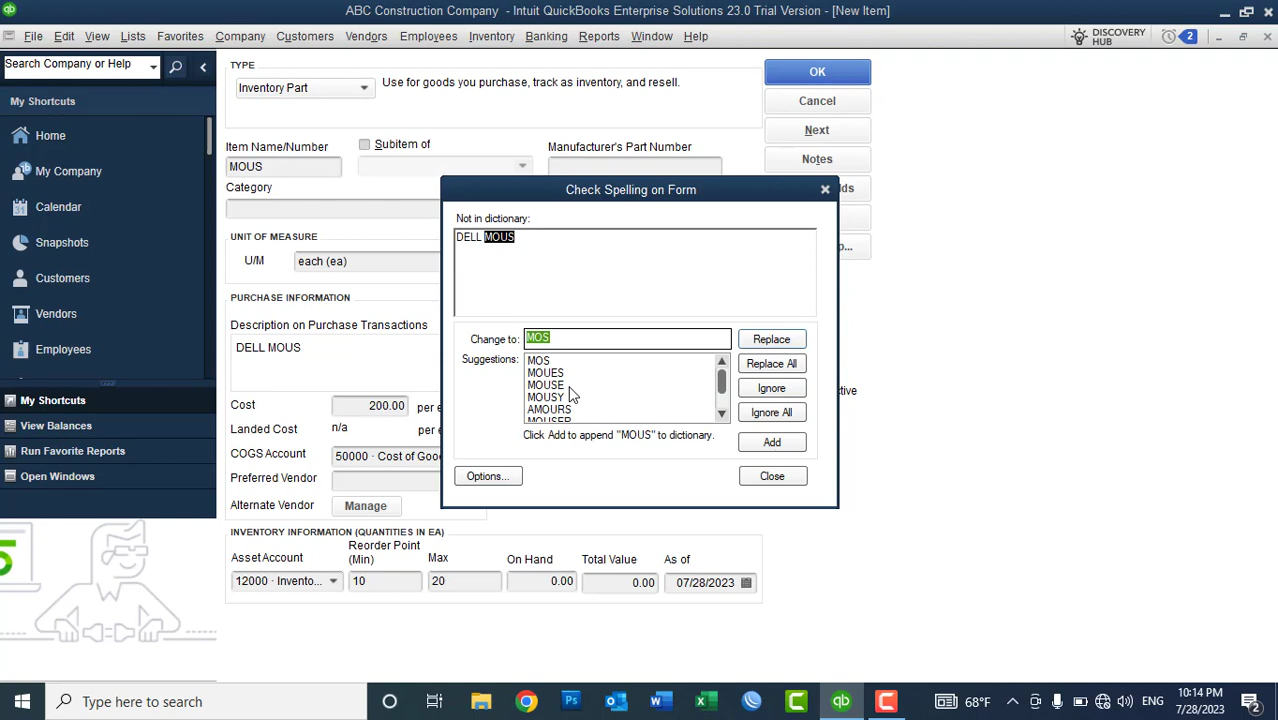 ABC Construction Company - Intuit QuickBooks Enterprise Solutions 23.0 Trial Version - [New Item]
File Edit View Lists Favorites Company Customers Vendors Employees Inventory Banking Reports Window Help
DISCOVERY
HUB
2
Search Company or Help
My Shortcuts
Home
My Company
Calendar
Snapshots
Customers
Vendors
Employees
My Shortcuts
View Balances
Run Favorite Reports
Open Windows
TYPE
Inventory Part
Use for goods you purchase, track as inventory, and resell.
OK
Cancel
Next
Notes
Item Name/Number
Subitem of
Manufacturer's Part Number
MOUS
Category
UNIT OF MEASURE
U/M
each (ea)
PURCHASE INFORMATION
Description on Purchase Transactions
DELL MOUS
Cost 200.00 per e
Landed Cost n/a per e
COGS Account 50000 · Cost of Goo
Preferred Vendor
Alternate Vendor Manage
INVENTORY INFORMATION (QUANTITIES IN EA)
Asset Account
Reorder Point
(Min)
Max
On Hand
Total Value
As of
12000 · Invento...
10
20
0.00
0.00
07/28/2023
Check Spelling on Form
Not in dictionary:
DELL MOUS
Change to: MOS
Replace
Suggestions:
MOS
MOUES
MOUSE
MOUSY
AMOURS
MOUSER
Replace All
Ignore
Ignore All
Click Add to append "MOUS" to dictionary.
Add
Options...
Close
Type here to search
68°F
ENG
10:14 PM
7/28/2023
2